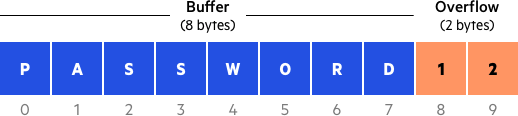 Buffer Overflow
(8 bytes) (2 bytes)
P A S S W O R D 1 2
0 1 2 3 4 5 6 7 8 9